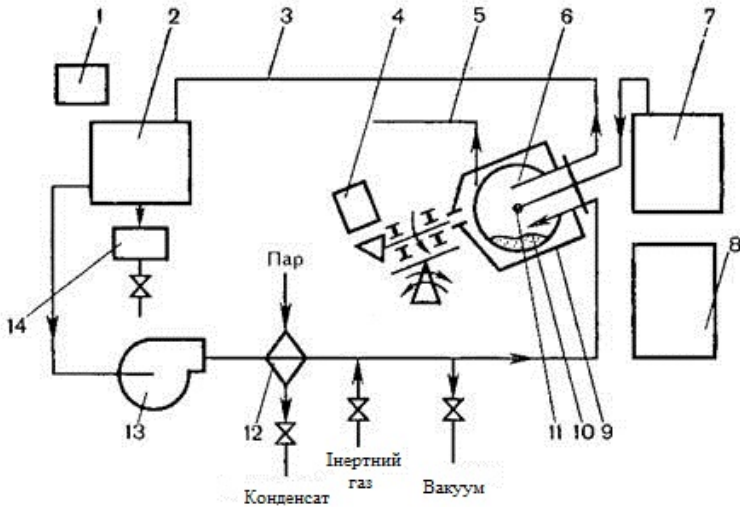 1 2 3 4 5 6 7
8
Пар
14
13 12 11 10 9
Інертний
газ
Конденсат
Вакуум